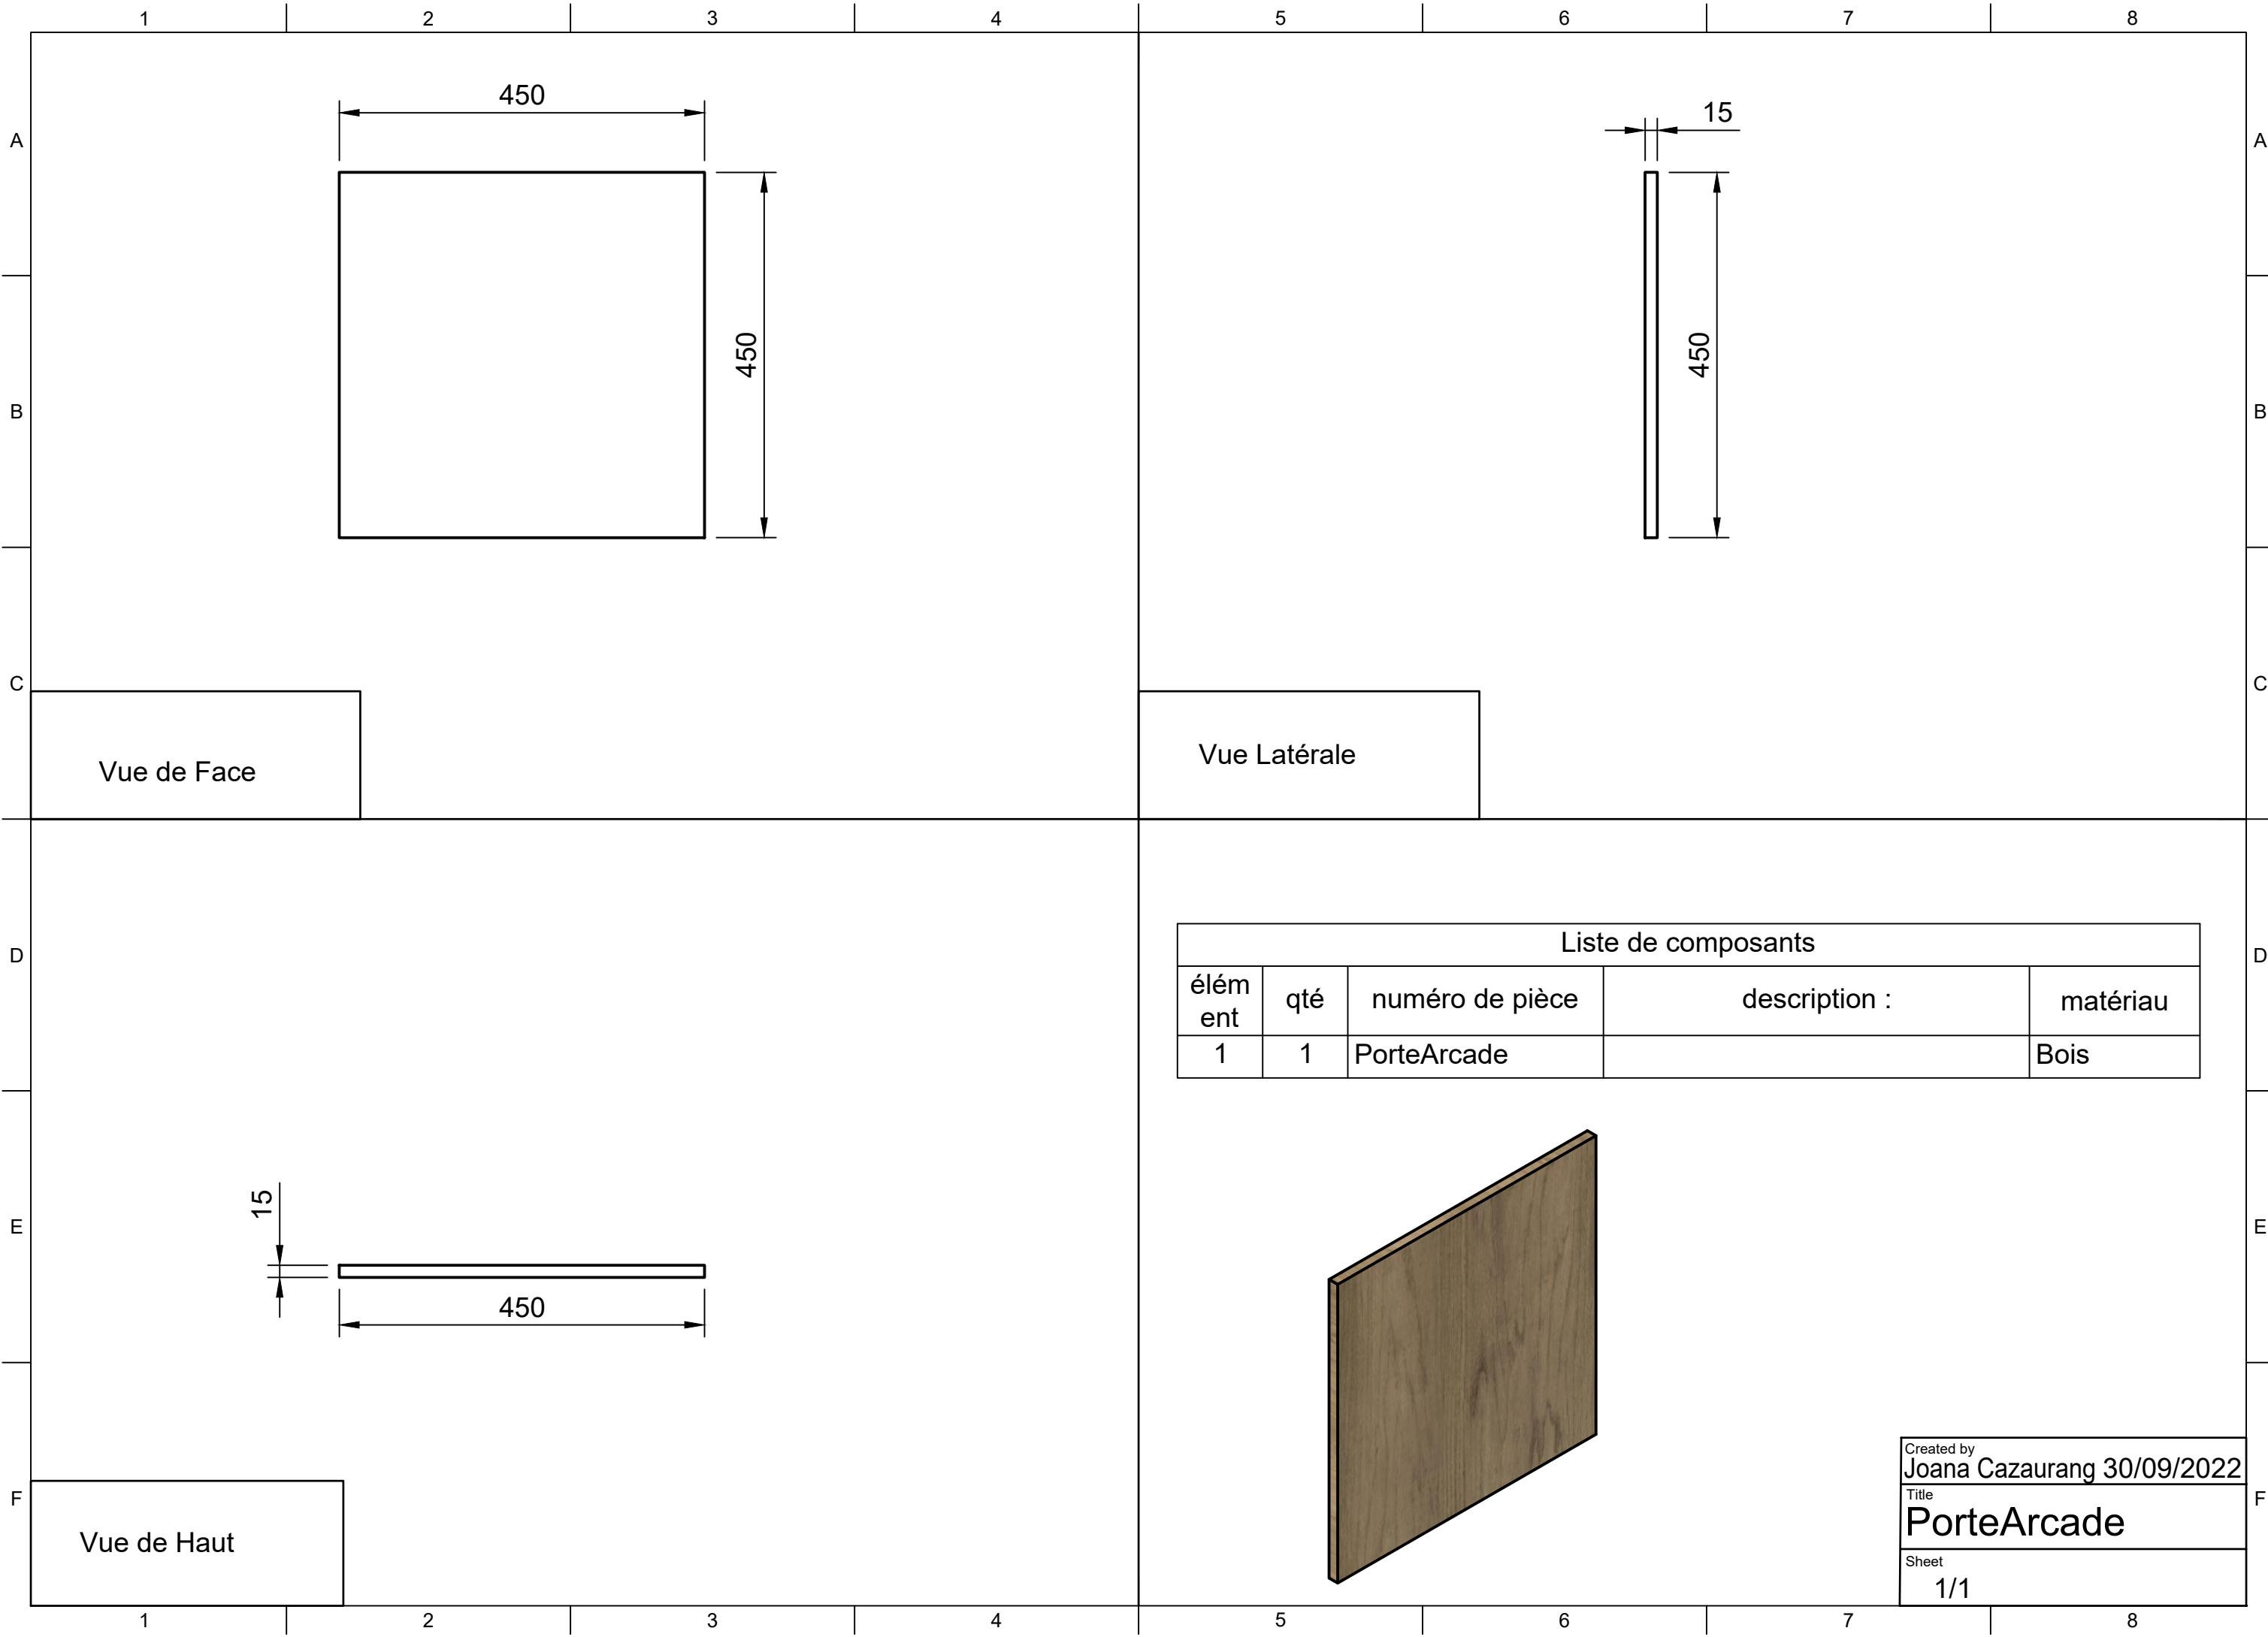 1 2 3 4 5 6 7 8
A A
450
15
450
450
B B
C C
Vue de Face
Vue Latérale
D D
Liste de composants
élém
ent
qté numéro de pièce description : matériau
1 1 PorteArcade Bois
E E
15
450
F F
Vue de Haut
Created by
Joana Cazaurang 30/09/2022
Title
PorteArcade
Sheet
1/1
1 2 3 4 5 6 7 8